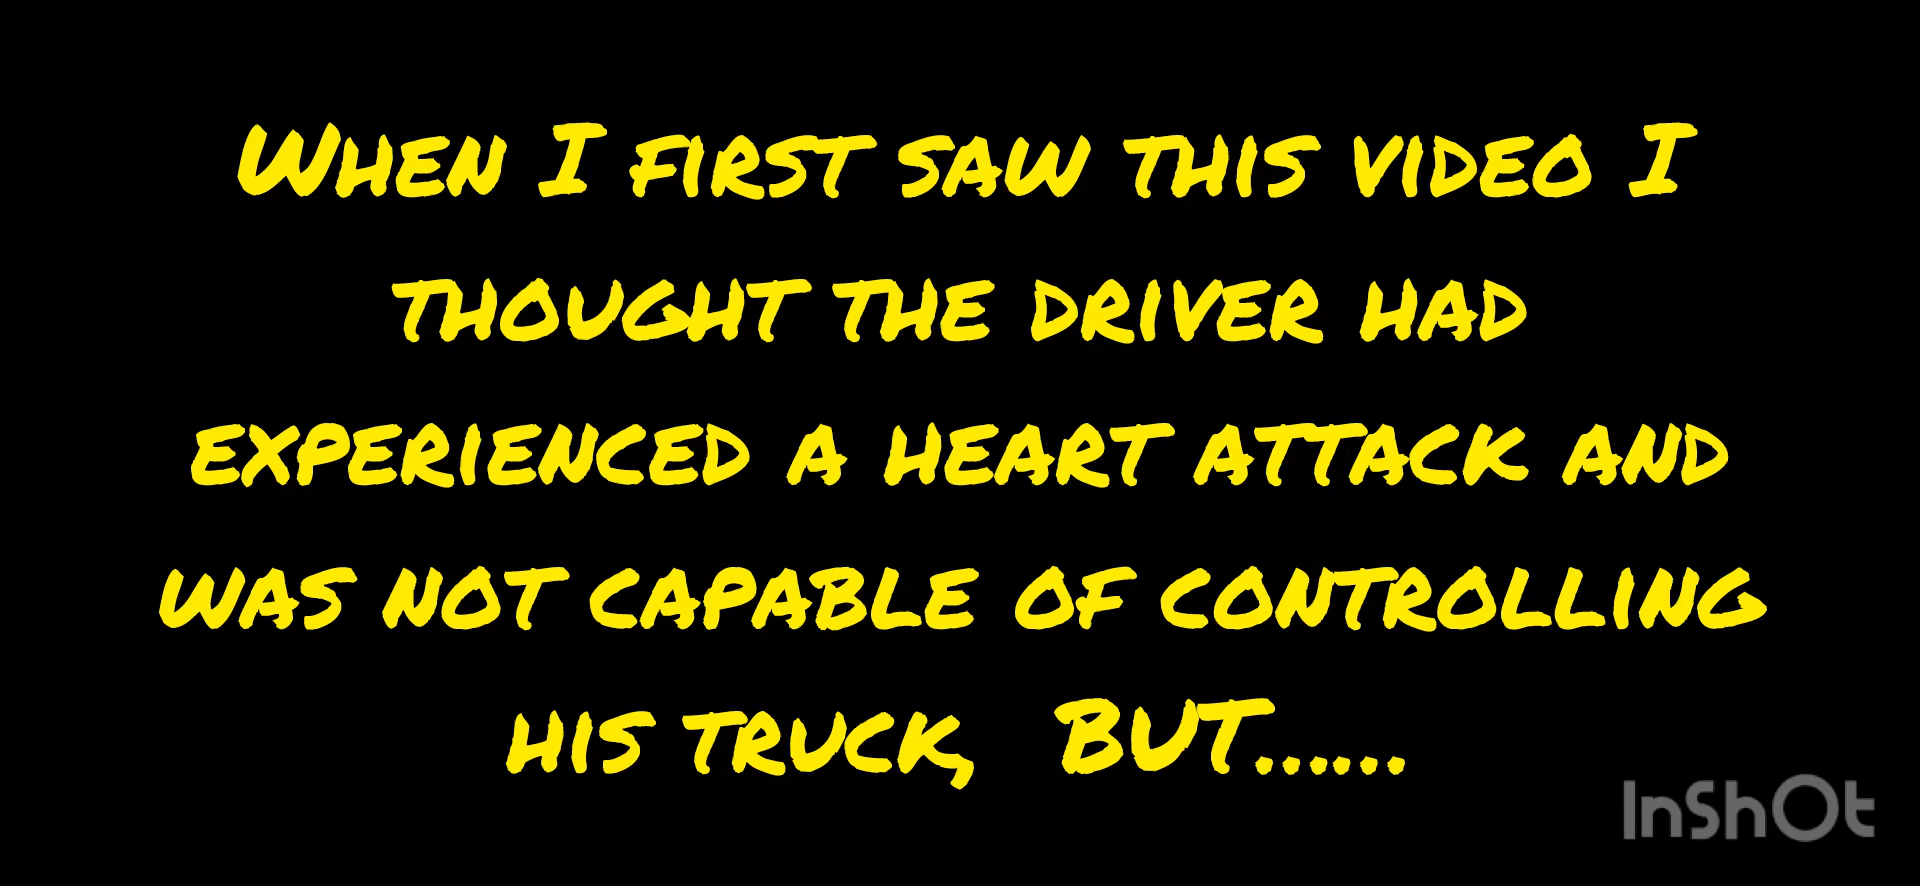 When I first saw this video I
thought the driver had
experienced a heart attack and
was not capable of controlling
his truck,  BUT......
InShOt